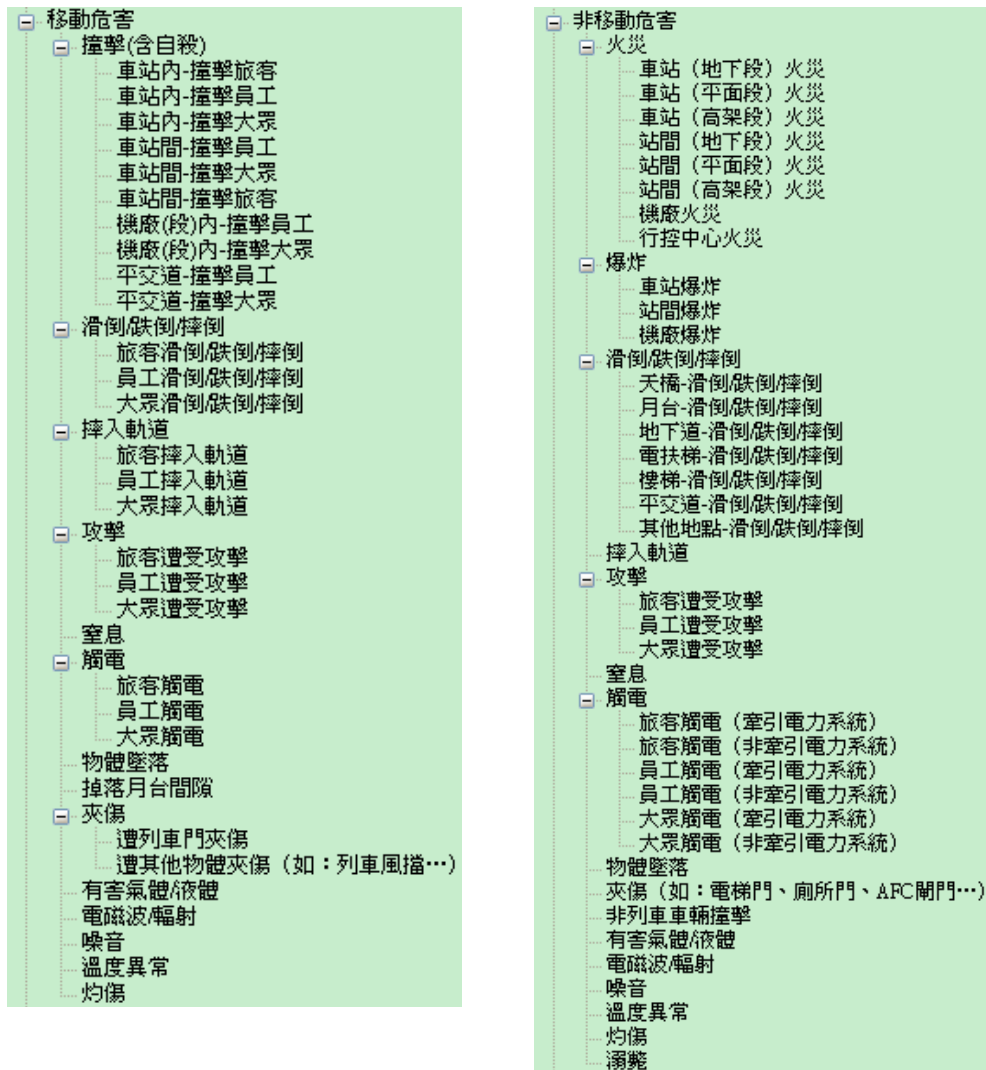 移動危害
撞擊(含自殺)
車站內-撞擊旅客
車站內-撞擊員工
車站內-撞擊大眾
車站間-撞擊員工
車站間-撞擊大眾
車站間-撞擊旅客
機廠(段)內-撞擊員工
機廠(段)內-撞擊大眾
平交道-撞擊員工
平交道-撞擊大眾
滑倒/跌倒/摔倒
旅客滑倒/跌倒/摔倒
員工滑倒/跌倒/摔倒
大眾滑倒/跌倒/摔倒
摔入軌道
旅客摔入軌道
員工摔入軌道
大眾摔入軌道
攻擊
旅客遭受攻擊
員工遭受攻擊
大眾遭受攻擊
窒息
觸電
旅客觸電
員工觸電
大眾觸電
物體墜落
掉落月台間隙
夾傷
遭列車門夾傷
遭其他物體夾傷（如：列車風擋…）
有害氣體/液體
電磁波/輻射
噪音
溫度異常
灼傷
非移動危害
火災
車站（地下段）火災
車站（平面段）火災
車站（高架段）火災
站間（地下段）火災
站間（平面段）火災
站間（高架段）火災
機廠火災
行控中心火災
爆炸
車站爆炸
站間爆炸
機廠爆炸
滑倒/跌倒/摔倒
天橋-滑倒/跌倒/摔倒
月台-滑倒/跌倒/摔倒
地下道-滑倒/跌倒/摔倒
電扶梯-滑倒/跌倒/摔倒
樓梯-滑倒/跌倒/摔倒
平交道-滑倒/跌倒/摔倒
其他地點-滑倒/跌倒/摔倒
摔入軌道
攻擊
旅客遭受攻擊
員工遭受攻擊
大眾遭受攻擊
窒息
觸電
旅客觸電（牽引電力系統）
旅客觸電（非牽引電力系統）
員工觸電（牽引電力系統）
員工觸電（非牽引電力系統）
大眾觸電（牽引電力系統）
大眾觸電（非牽引電力系統）
物體墜落
夾傷（如：電梯門、廁所門、AFC閘門…）
非列車車輛撞擊
有害氣體/液體
電磁波/輻射
噪音
溫度異常
灼傷
溺斃